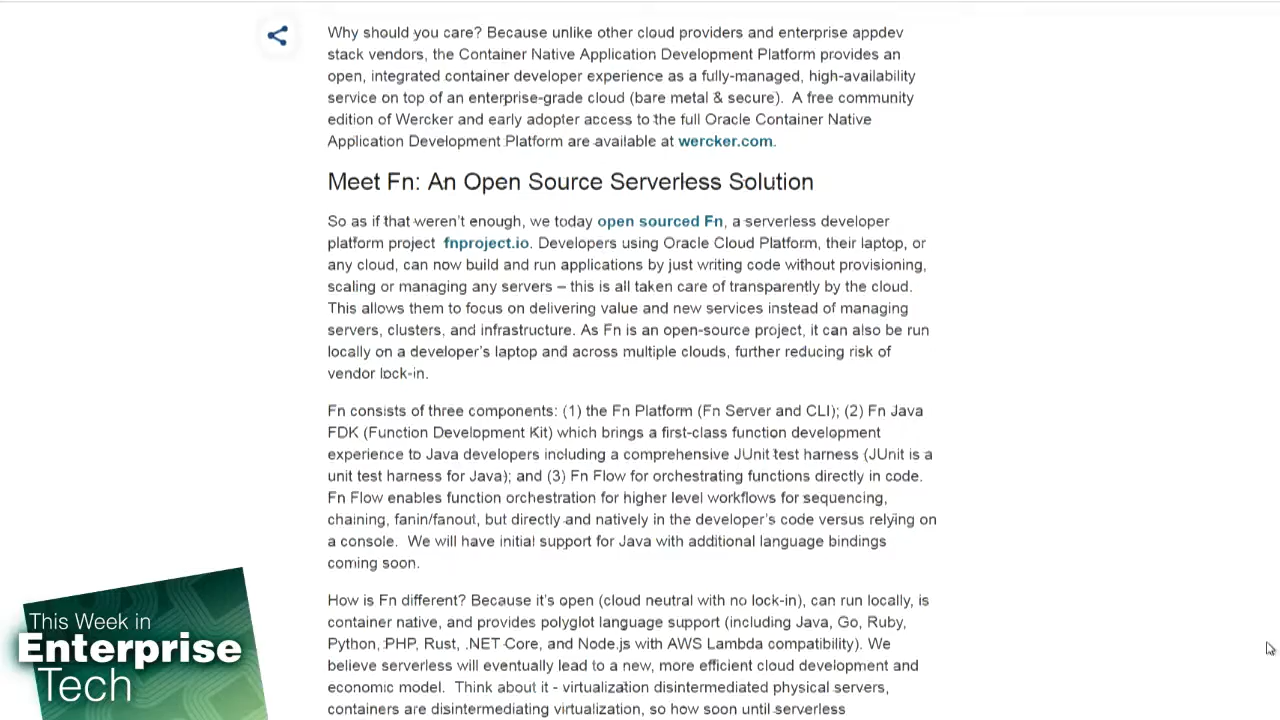 Why should you care? Because unlike other cloud providers and enterprise appdev
stack vendors, the Container Native Application Development Platform provides an
open, integrated container developer experience as a fully-managed, high-availability
service on top of an enterprise-grade cloud (bare metal & secure).  A free community
edition of Wercker and early adopter access to the full Oracle Container Native
Application Development Platform are available at wercker.com.
Meet Fn: An Open Source Serverless Solution
So as if that weren't enough, we today open sourced Fn, a serverless developer
platform project  fnproject.io. Developers using Oracle Cloud Platform, their laptop, or
any cloud, can now build and run applications by just writing code without provisioning,
scaling or managing any servers – this is all taken care of transparently by the cloud.
This allows them to focus on delivering value and new services instead of managing
servers, clusters, and infrastructure. As Fn is an open-source project, it can also be run
locally on a developer's laptop and across multiple clouds, further reducing risk of
vendor lock-in.
Fn consists of three components: (1) the Fn Platform (Fn Server and CLI); (2) Fn Java
FDK (Function Development Kit) which brings a first-class function development
experience to Java developers including a comprehensive JUnit test harness (JUnit is a
unit test harness for Java); and (3) Fn Flow for orchestrating functions directly in code.
Fn Flow enables function orchestration for higher level workflows for sequencing,
chaining, fanin/fanout, but directly and natively in the developer's code versus relying on
a console.  We will have initial support for Java with additional language bindings
coming soon.
How is Fn different? Because it's open (cloud neutral with no lock-in), can run locally, is
container native, and provides polyglot language support (including Java, Go, Ruby,
Python, PHP, Rust, .NET Core, and Node.js with AWS Lambda compatibility). We
believe serverless will eventually lead to a new, more efficient cloud development and
economic model.  Think about it - virtualization disintermediated physical servers,
containers are disintermediating virtualization, so how soon until serverless
This Week in
Enterprise
Tech